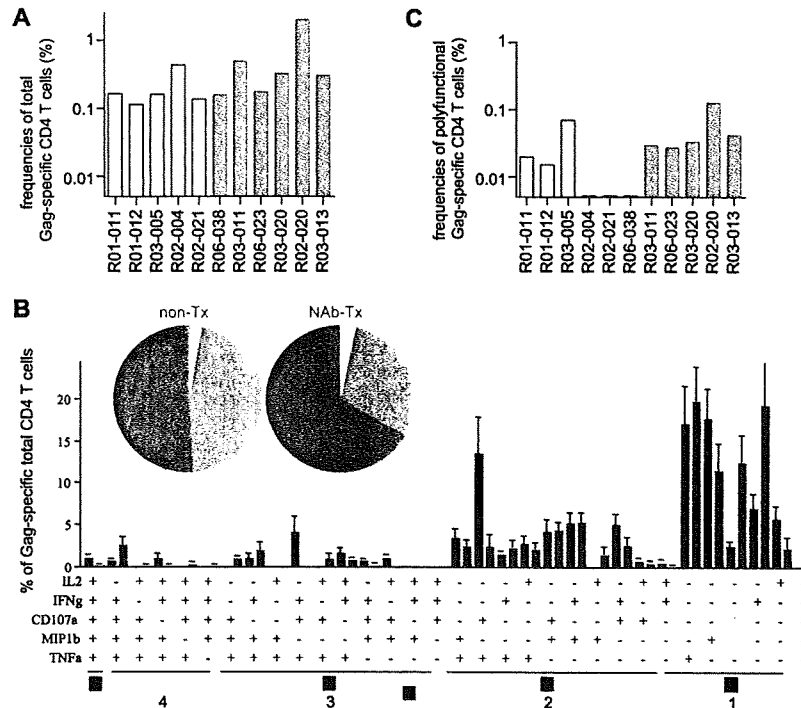 A
frequencies of total
Gag-specific CD4 T cells (%)
1
0.1
0.01
R01-011
R01-012
R03-005
R02-004
R02-021
R06-038
R03-011
R06-023
R03-020
R02-020
R03-013
C
frequencies of polyfunctional
Gag-specific CD4 T cells (%)
1
0.1
0.01
R01-011
R01-012
R03-005
R02-004
R02-021
R06-038
R03-011
R06-023
R03-020
R02-020
R03-013
B
non-Tx NAb-Tx
% of Gag-specific total CD4 T cells
20
15
10
5
0
IL2 + - + + + + - - + - + + - + + + - - - + - - + - + + - - - - +
IFNg + + - + + + - + - + - + + - + + - - + - - + - + - + - - - + -
CD107a + + + - + + + - - + + - + + - + - + - - + - - + + - - - + - -
MIP1b + + + + - + + + + - - - + + + - + - - - + + + - - - - + - - -
TNFa + + + + + - + + + + + + - - - - + + + + - - - - - - + - - - -
4 3 2 1